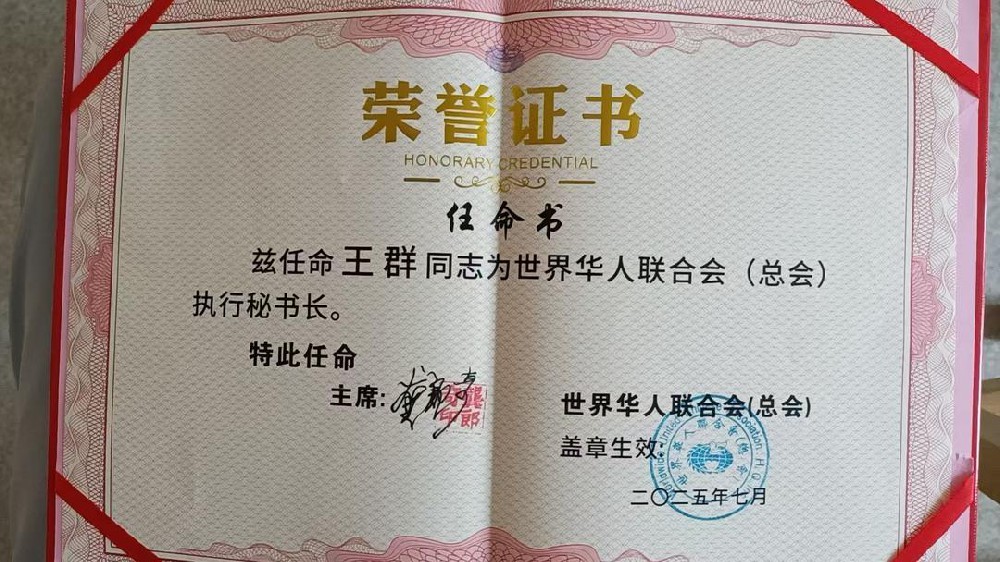 荣誉证书
HONORARY CREDENTIAL
任命书
兹任命 王群 同志为世界华人联合会（总会）
执行秘书长。
特此任命
主席:
世界华人联合会(总会)
盖章生效:
二〇二五年七月